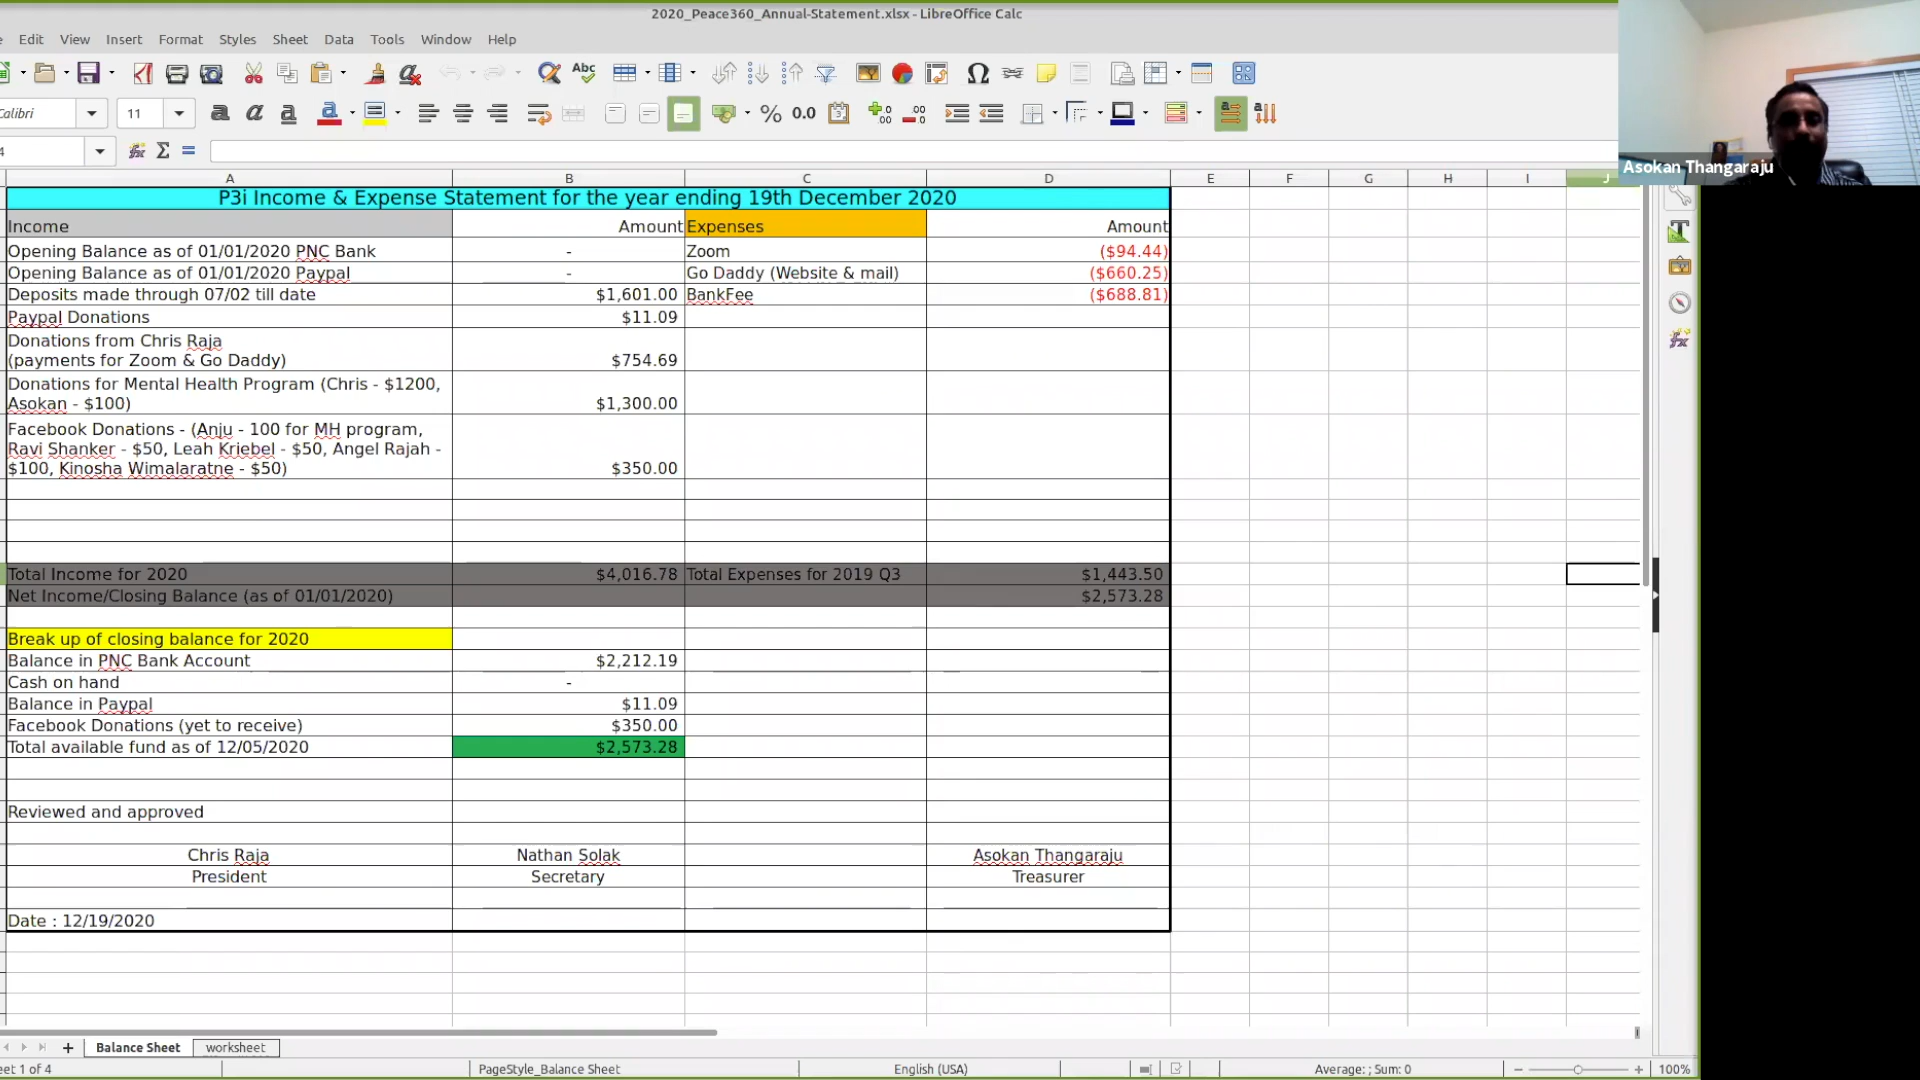 2020_Peace360_Annual-Statement.xlsx - LibreOffice Calc
Edit View Insert Format Styles Sheet Data Tools Window Help
Calibri 11
Asokan Thangaraju
A B C D E F G H I J
P3i Income & Expense Statement for the year ending 19th December 2020
Income Amount Expenses Amount
Opening Balance as of 01/01/2020 PNC Bank - Zoom ($94.44)
Opening Balance as of 01/01/2020 Paypal - Go Daddy (Website & mail) ($660.25)
Deposits made through 07/02 till date $1,601.00 BankFee ($688.81)
Paypal Donations $11.09
Donations from Chris Raja
(payments for Zoom & Go Daddy) $754.69
Donations for Mental Health Program (Chris - $1200,
Asokan - $100) $1,300.00
Facebook Donations - (Anju - 100 for MH program,
Ravi Shanker - $50, Leah Kriebel - $50, Angel Rajah -
$100, Kinosha Wimalaratne - $50) $350.00
Total Income for 2020 $4,016.78 Total Expenses for 2019 Q3 $1,443.50
Net Income/Closing Balance (as of 01/01/2020) $2,573.28
Break up of closing balance for 2020
Balance in PNC Bank Account $2,212.19
Cash on hand -
Balance in Paypal $11.09
Facebook Donations (yet to receive) $350.00
Total available fund as of 12/05/2020 $2,573.28
Reviewed and approved
Chris Raja Nathan Solak Asokan Thangaraju
President Secretary Treasurer
Date : 12/19/2020
Balance Sheet worksheet
eet 1 of 4 PageStyle_Balance Sheet English (USA) Average: ; Sum: 0 100%